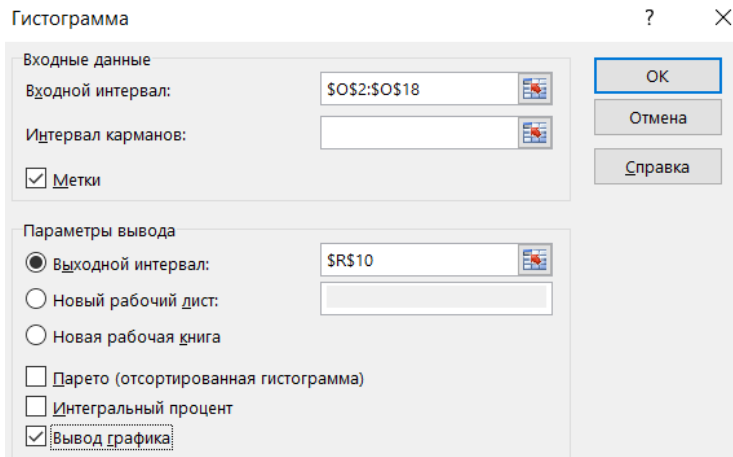 Гистограмма
?
Входные данные
Входной интервал:
$O$2:$O$18
ОК
Интервал карманов:
Отмена
Метки
Справка
Параметры вывода
Выходной интервал:
$R$10
Новый рабочий лист:
Новая рабочая книга
Парето (отсортированная гистограмма)
Интегральный процент
Вывод графика